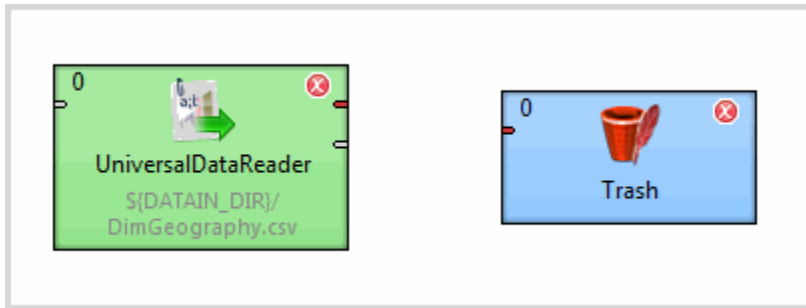 0
a;b
UniversalDataReader
${DATAIN_DIR}/
DimGeography.csv
0
Trash